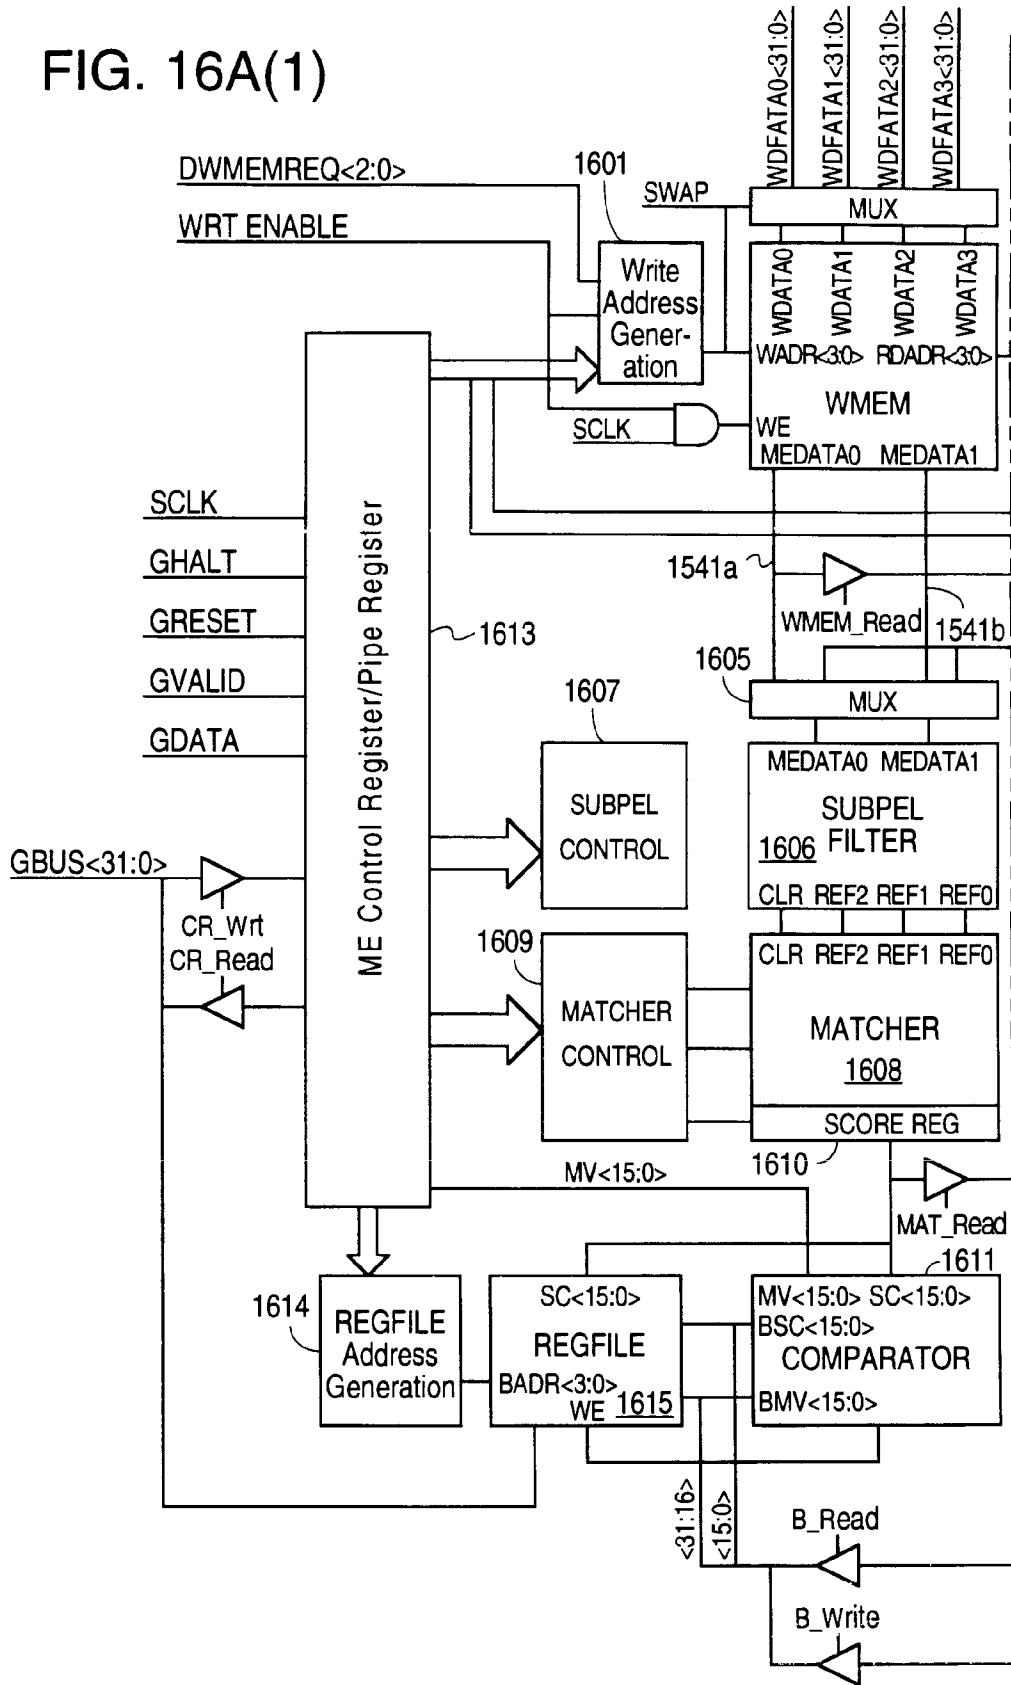 FIG. 16A(1)
WDFATA0<31:0>
WDFATA1<31:0>
WDFATA2<31:0>
WDFATA3<31:0>
DWMEMREQ<2:0>
1601
SWAP
MUX
WRT ENABLE
Write
Address
Gener-
ation
WDATA0
WDATA1
WDATA2
WDATA3
WADR<3:0> RDADR<3:0>
WMEM
SCLK
WE
MEDATA0 MEDATA1
ME Control Register/Pipe Register
SCLK
GHALT
GRESET
GVALID
GDATA
1613
1541a
WMEM_Read
1541b
1605
MUX
1607
SUBPEL
CONTROL
MEDATA0 MEDATA1
SUBPEL
FILTER
1606
CLR REF2 REF1 REF0
GBUS<31:0>
CR_Wrt
CR_Read
1609
MATCHER
CONTROL
CLR REF2 REF1 REF0
MATCHER
1608
SCORE REG
1610
MV<15:0>
MAT_Read
1611
1614
REGFILE
Address
Generation
SC<15:0>
REGFILE
BADR<3:0>
WE 1615
MV<15:0> SC<15:0>
BSC<15:0>
COMPARATOR
BMV<15:0>
<31:16>
<15:0>
B_Read
B_Write